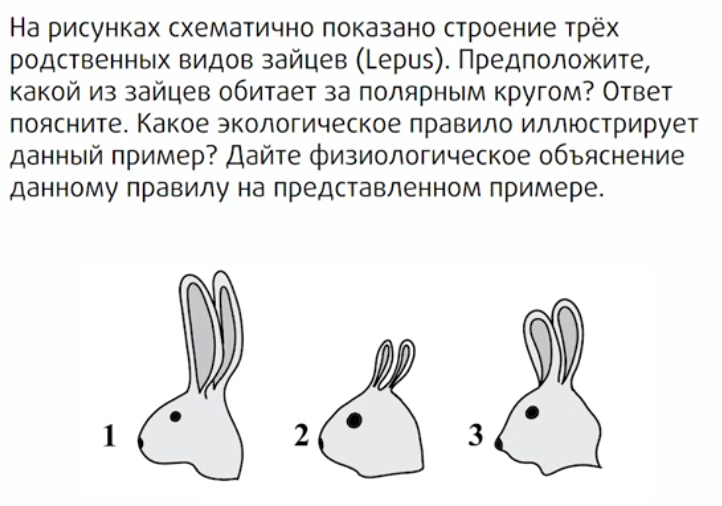 На рисунках схематично показано строение трёх
родственных видов зайцев (Lepus). Предположите,
какой из зайцев обитает за полярным кругом? Ответ
поясните. Какое экологическое правило иллюстрирует
данный пример? Дайте физиологическое объяснение
данному правилу на представленном примере.
1 2 3